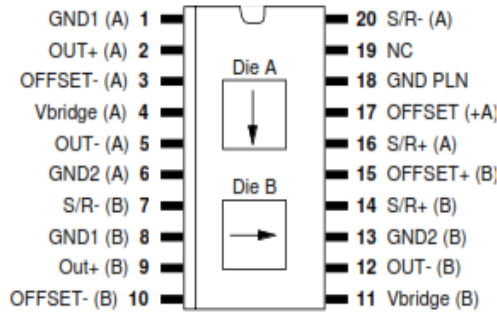 GND1 (A) 1
OUT+ (A) 2
OFFSET- (A) 3
Vbridge (A) 4
OUT- (A) 5
GND2 (A) 6
S/R- (B) 7
GND1 (B) 8
Out+ (B) 9
OFFSET- (B) 10
Die A
Die B
20 S/R- (A)
19 NC
18 GND PLN
17 OFFSET (+A)
16 S/R+ (A)
15 OFFSET+ (B)
14 S/R+ (B)
13 GND2 (B)
12 OUT- (B)
11 Vbridge (B)